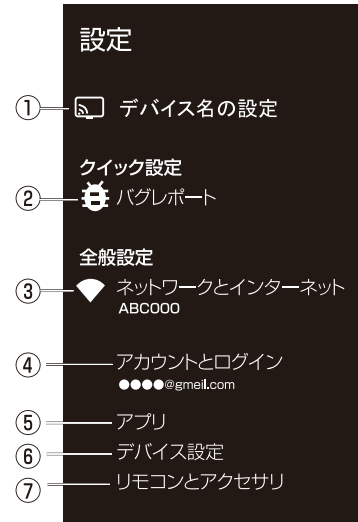 設定
① デバイス名の設定
クイック設定
② バグレポート
全般設定
③ ネットワークとインターネット
ABC000
④ アカウントとログイン
●●●●@gmeil.com
⑤ アプリ
⑥ デバイス設定
⑦ リモコンとアクセサリ